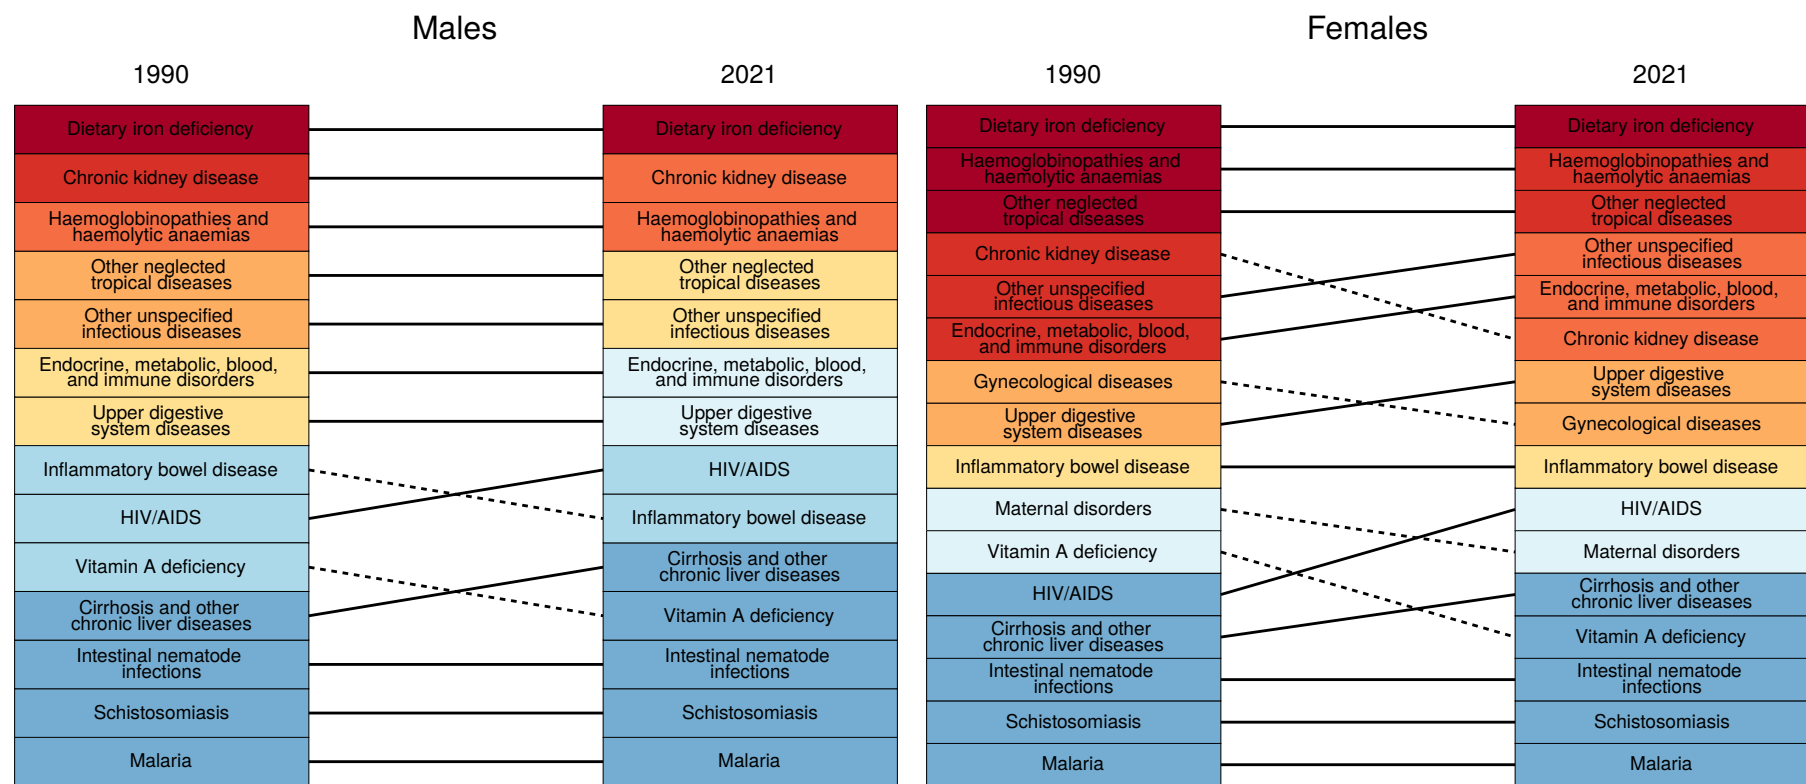 Males
1990
2021
Dietary iron deficiency
Chronic kidney disease
Haemoglobinopathies and
haemolytic anaemias
Other neglected
tropical diseases
Other unspecified
infectious diseases
Endocrine, metabolic, blood,
and immune disorders
Upper digestive
system diseases
Inflammatory bowel disease
HIV/AIDS
Vitamin A deficiency
Cirrhosis and other
chronic liver diseases
Intestinal nematode
infections
Schistosomiasis
Malaria
Dietary iron deficiency
Chronic kidney disease
Haemoglobinopathies and
haemolytic anaemias
Other neglected
tropical diseases
Other unspecified
infectious diseases
Endocrine, metabolic, blood,
and immune disorders
Upper digestive
system diseases
HIV/AIDS
Inflammatory bowel disease
Cirrhosis and other
chronic liver diseases
Vitamin A deficiency
Intestinal nematode
infections
Schistosomiasis
Malaria
Females
1990
2021
Dietary iron deficiency
Haemoglobinopathies and
haemolytic anaemias
Other neglected
tropical diseases
Chronic kidney disease
Other unspecified
infectious diseases
Endocrine, metabolic, blood,
and immune disorders
Gynecological diseases
Upper digestive
system diseases
Inflammatory bowel disease
Maternal disorders
Vitamin A deficiency
HIV/AIDS
Cirrhosis and other
chronic liver diseases
Intestinal nematode
infections
Schistosomiasis
Malaria
Dietary iron deficiency
Haemoglobinopathies and
haemolytic anaemias
Other neglected
tropical diseases
Other unspecified
infectious diseases
Endocrine, metabolic, blood,
and immune disorders
Chronic kidney disease
Upper digestive
system diseases
Gynecological diseases
Inflammatory bowel disease
HIV/AIDS
Maternal disorders
Cirrhosis and other
chronic liver diseases
Vitamin A deficiency
Intestinal nematode
infections
Schistosomiasis
Malaria